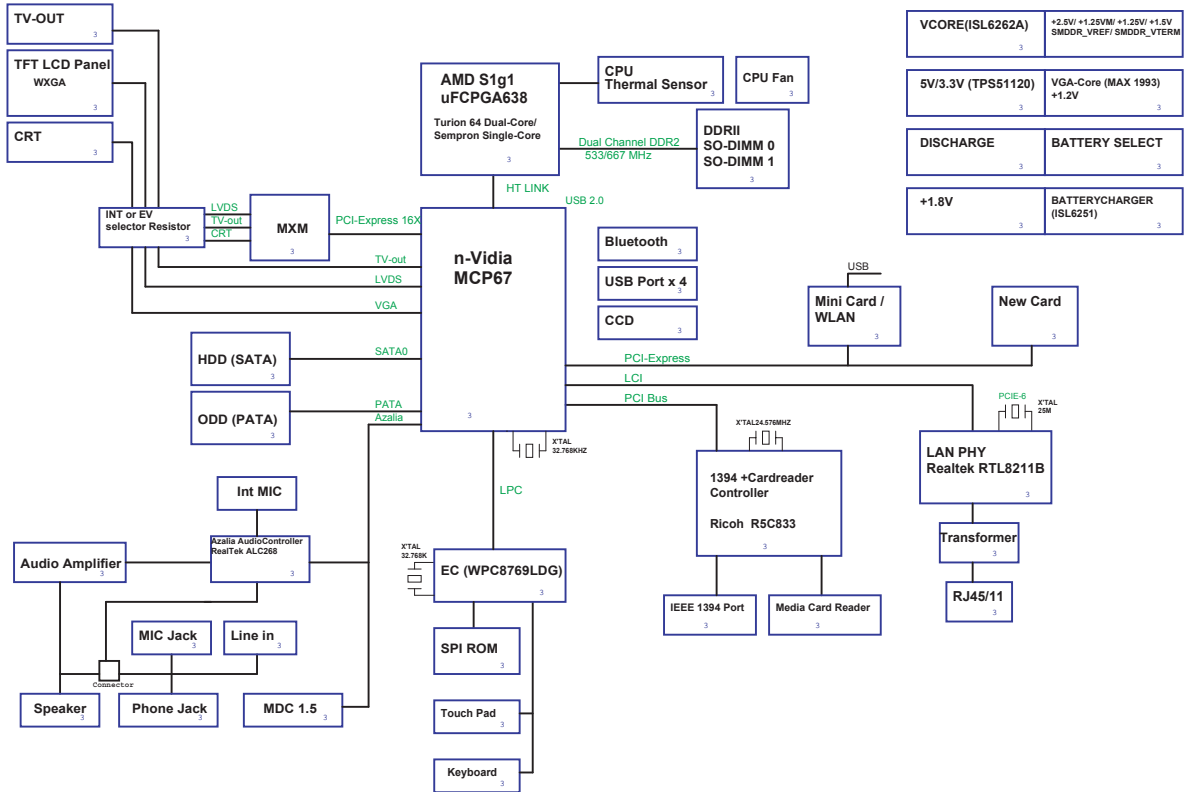 TV-OUT
3
TFT LCD Panel
WXGA
3
CRT
3
AMD S1g1
uFCPGA638
Turion 64 Dual-Core/
Sempron Single-Core
3
CPU
Thermal Sensor
3
CPU Fan
3
Dual Channel DDR2
533/667 MHz
DDRII
SO-DIMM 0
SO-DIMM 1
3
VCORE(ISL6262A)
3
+2.5V/ +1.25VM/ +1.25V/ +1.5V
SMDDR_VREF/ SMDDR_VTERM
3
5V/3.3V (TPS51120)
3
VGA-Core (MAX 1993)
+1.2V
3
DISCHARGE
3
BATTERY SELECT
3
+1.8V
3
BATTERYCHARGER
(ISL6251)
3
HT LINK
USB 2.0
INT or EV
selector Resistor
3
LVDS
TV-out
CRT
MXM
3
PCI-Express 16X
TV-out
LVDS
VGA
n-Vidia
MCP67
3
Bluetooth
3
USB Port x 4
3
CCD
3
USB
Mini Card /
WLAN
3
New Card
3
HDD (SATA)
3
SATA0
ODD (PATA)
3
PATA
Azalia
PCI-Express
LCI
PCI Bus
X'TAL
32.768KHZ
X'TAL24.576MHZ
PCIE-6
X'TAL
25M
1394 +Cardreader
Controller
Ricoh R5C833
3
LAN PHY
Realtek RTL8211B
3
Transformer
3
RJ45/11
3
IEEE 1394 Port
3
Media Card Reader
3
LPC
Int MIC
3
Azalia AudioController
RealTek ALC268
3
Audio Amplifier
3
X'TAL
32.768K
EC (WPC8769LDG)
3
SPI ROM
3
Touch Pad
3
Keyboard
3
MIC Jack
3
Line in
3
Connector
Speaker
3
Phone Jack
3
MDC 1.5
3